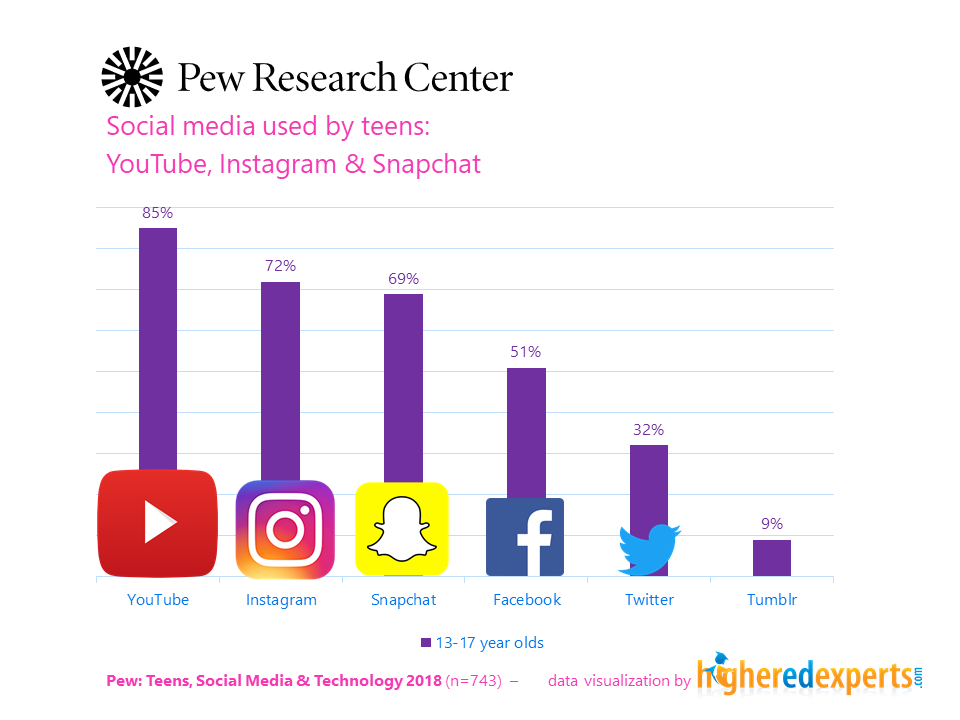 Pew Research Center
Social media used by teens:
YouTube, Instagram & Snapchat
85%
72%
69%
51%
32%
9%
YouTube
Instagram
Snapchat
Facebook
Twitter
Tumblr
13-17 year olds
Pew: Teens, Social Media & Technology 2018 (n=743) – data visualization by higheredexperts.com